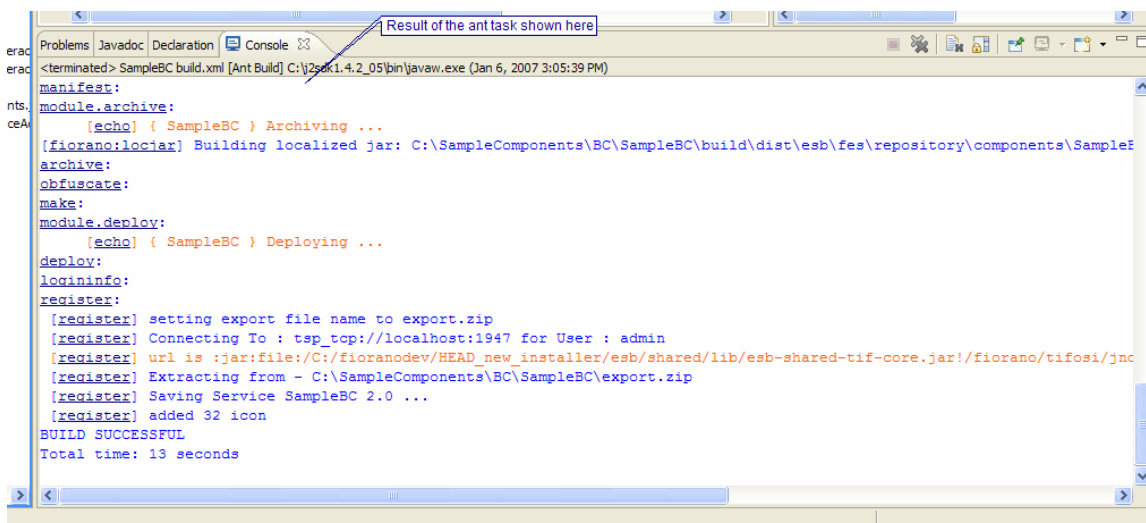 Result of the ant task shown here
Problems Javadoc Declaration Console
<terminated> SampleBC build.xml [Ant Build] C:\j2sdk1.4.2_05\bin\javaw.exe (Jan 6, 2007 3:05:39 PM)
erac
erac
nts.
ceA
manifest:
module.archive:
[echo] { SampleBC } Archiving ...
[fiorano:locjar] Building localized jar: C:\SampleComponents\BC\SampleBC\build\dist\esb\fes\repository\components\Sample
archive:
obfuscate:
make:
module.deploy:
[echo] { SampleBC } Deploying ...
deploy:
logininfo:
register:
[register] setting export file name to export.zip
[register] Connecting To : tsp_tcp://localhost:1947 for User : admin
[register] url is :jar:file:/C:/fioranodev/HEAD_new_installer/esb/shared/lib/esb-shared-tif-core.jar!/fiorano/tifosi/jnd
[register] Extracting from - C:\SampleComponents\BC\SampleBC\export.zip
[register] Saving Service SampleBC 2.0 ...
[register] added 32 icon
BUILD SUCCESSFUL
Total time: 13 seconds